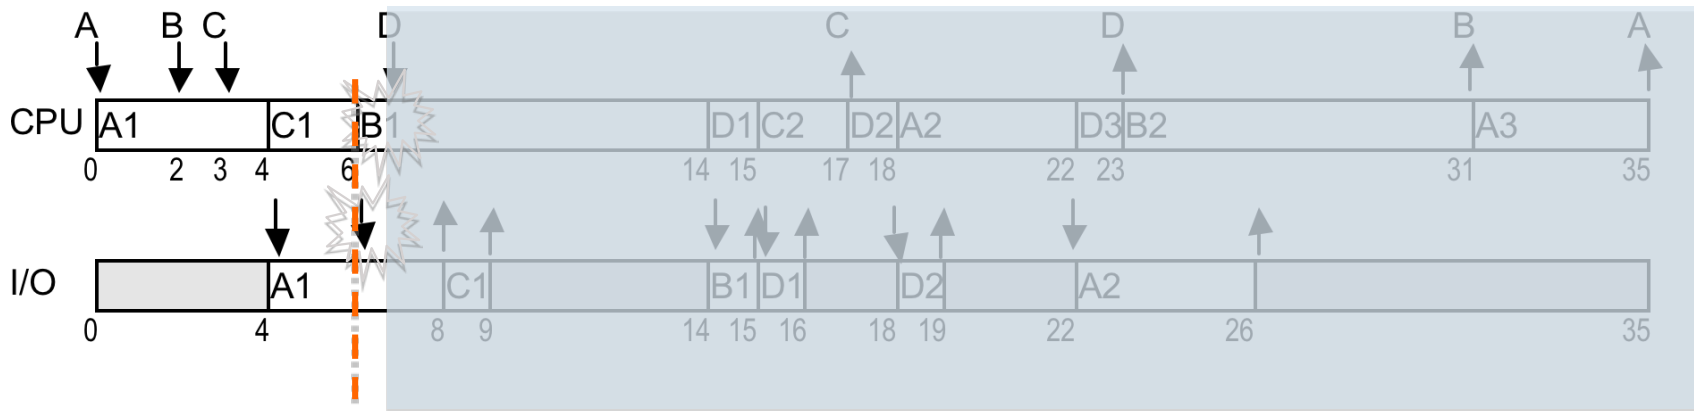 A B C D C D B A
CPU A1 C1 B1 D1 C2 D2 A2 D3 B2 A3
0 2 3 4 6 14 15 17 18 22 23 31 35
I/O A1 C1 B1 D1 D2 A2
0 4 8 9 14 15 16 18 19 22 26 35